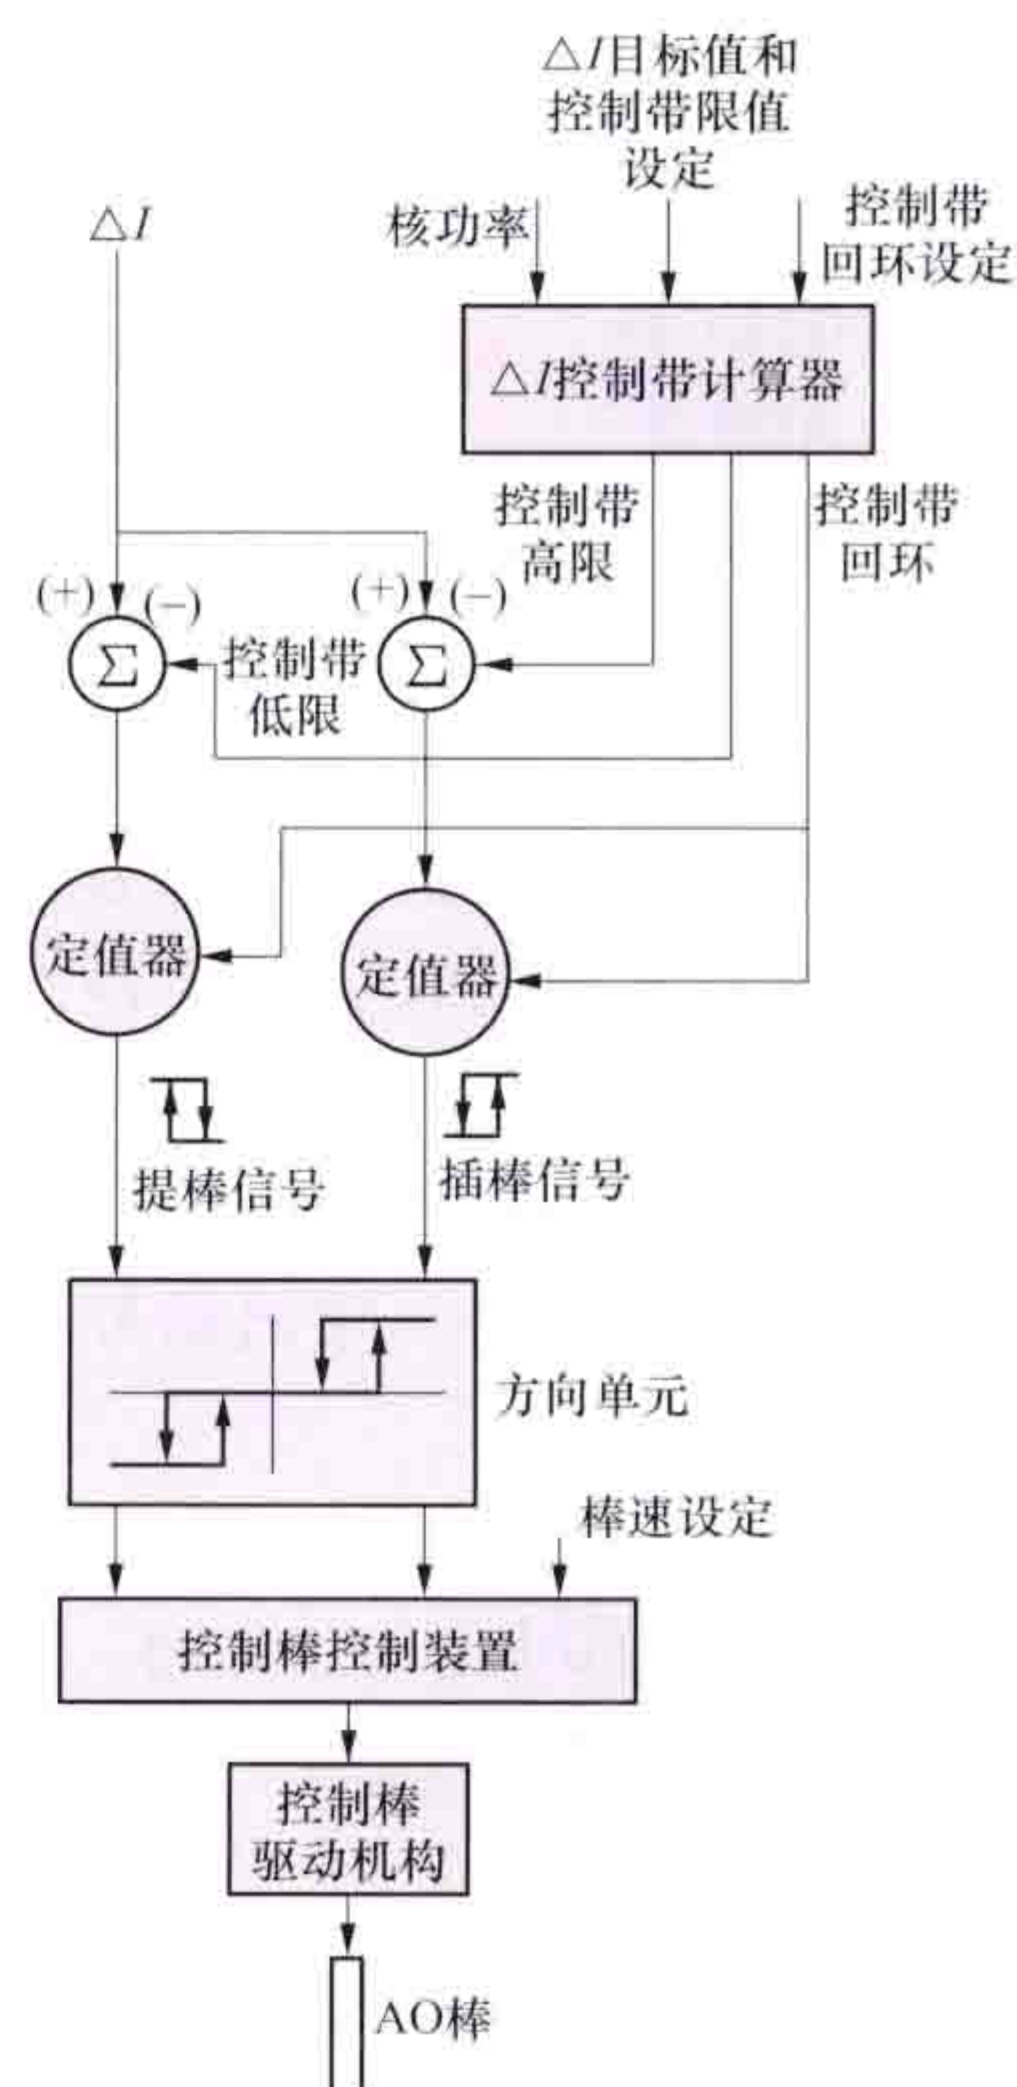 △I目标值和
控制带限值
设定
△I
核功率
控制带
回环设定
△I控制带计算器
控制带
高限
控制带
回环
(+)
(−)
(+)
(−)
Σ
控制带
低限
Σ
定值器
定值器
提棒信号
插棒信号
方向单元
棒速设定
控制棒控制装置
控制棒
驱动机构
AO棒